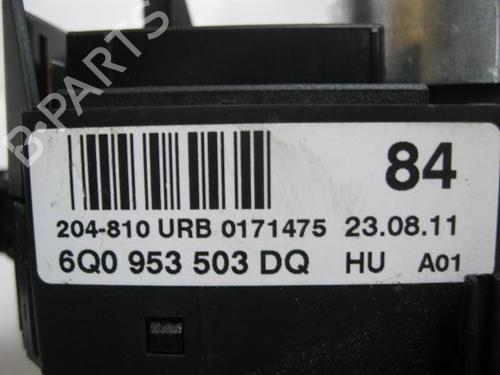 B-PARTS
84
204-810 URB 0171475 23.08.11
6Q0 953 503 DQ HU A01